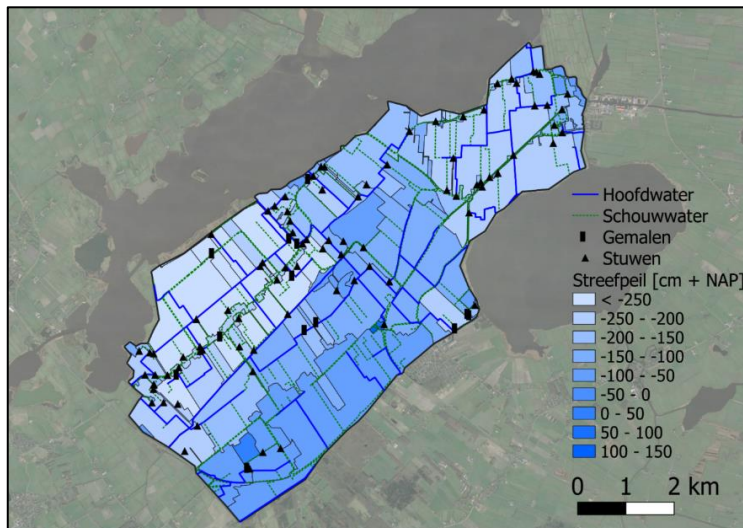 Hoofdwater
Schouwwater
Gemalen
Stuwen
Streefpeil [cm + NAP]
< -250
-250 - -200
-200 - -150
-150 - -100
-100 - -50
-50 - 0
0 - 50
50 - 100
100 - 150
0 1 2 km